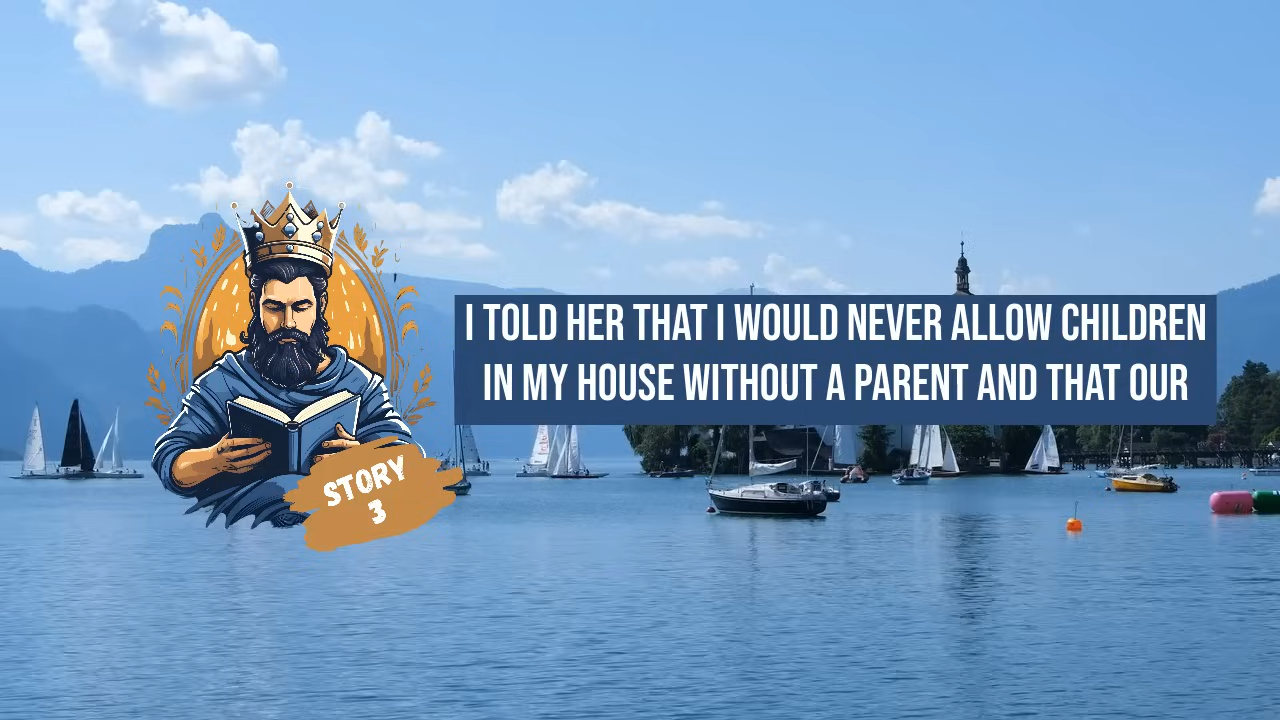 I TOLD HER THAT I WOULD NEVER ALLOW CHILDREN
IN MY HOUSE WITHOUT A PARENT AND THAT OUR
STORY
3